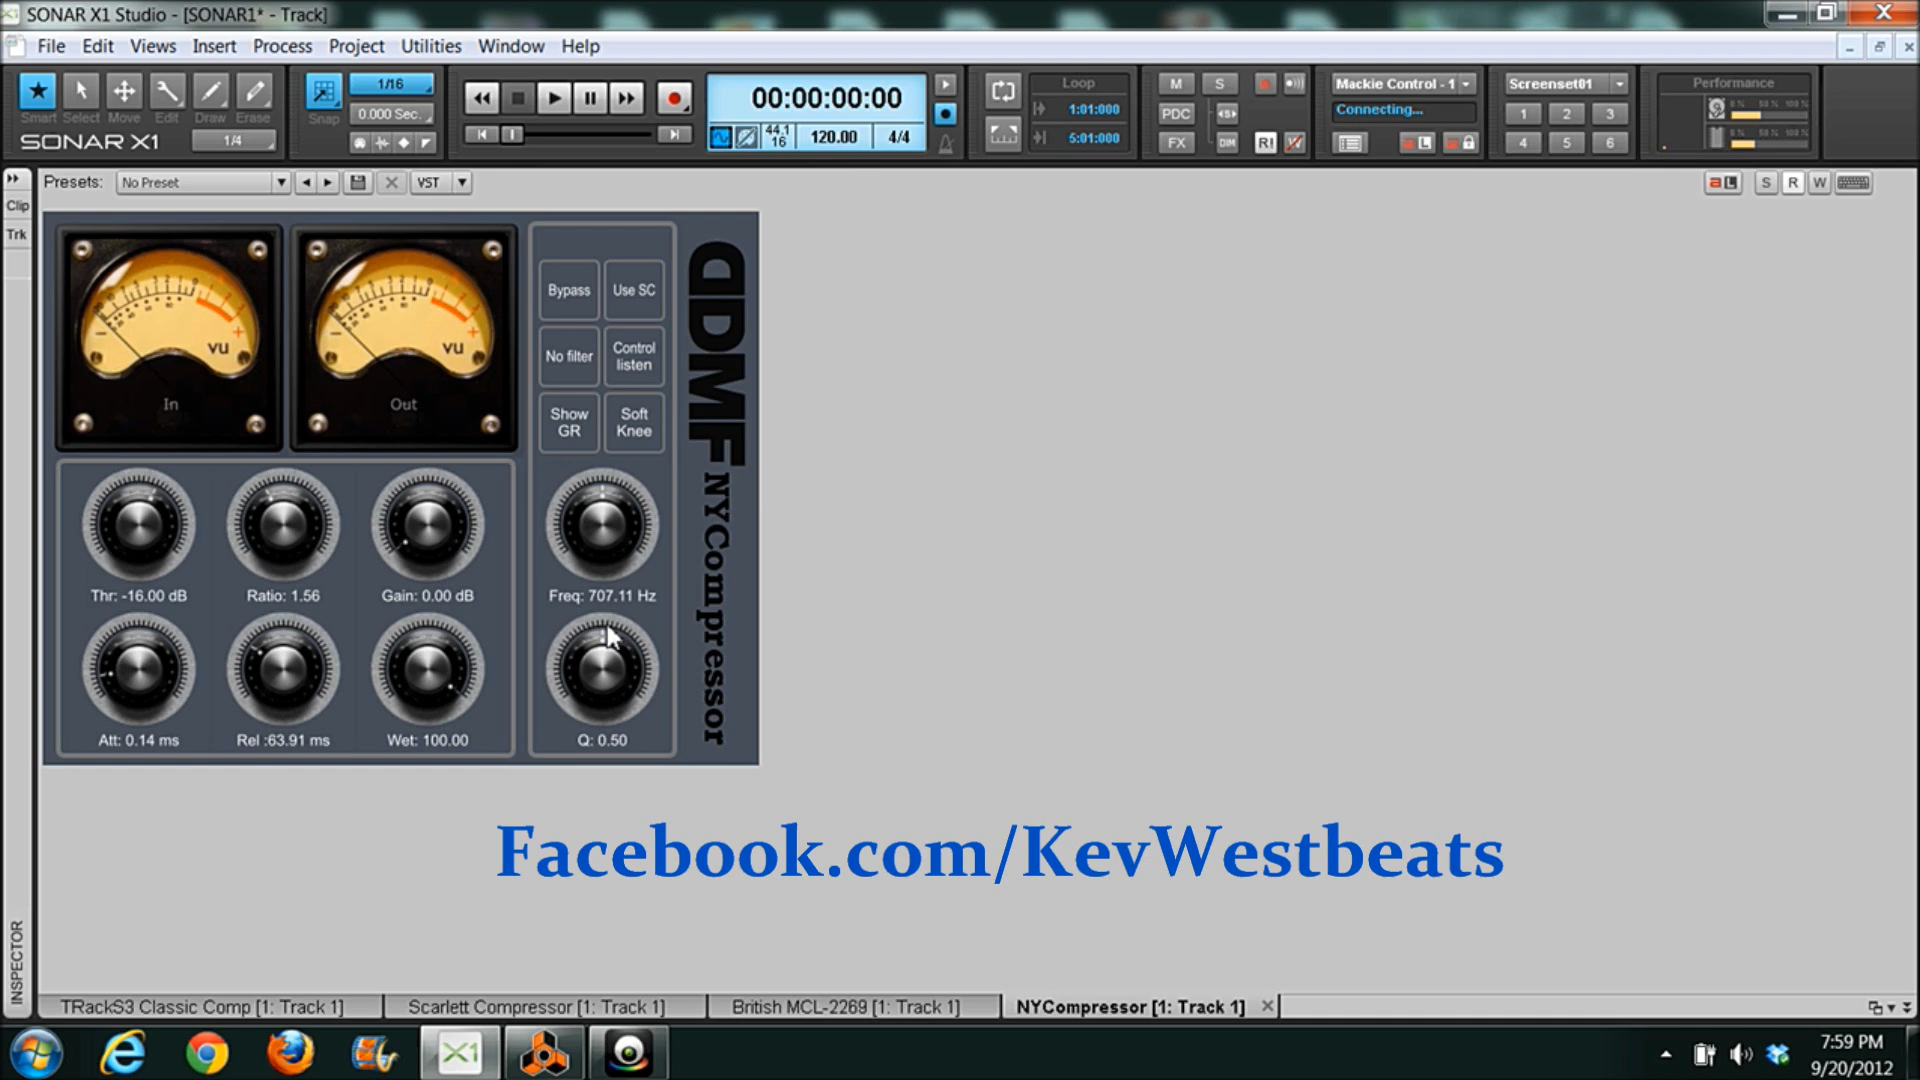 SONAR X1 Studio - [SONAR1* - Track]
File Edit Views Insert Process Project Utilities Window Help
Smart Select Move Edit Draw Erase
SONAR X1
1/4
Snap
1/16
0.000 Sec.
00:00:00:00
44.1
16
120.00
4/4
Loop
1:01:000
5:01:000
M S
PDC
FX DIM R!
Mackie Control - 1
Connecting...
Screenset01
1 2 3
4 5 6
Performance
Presets: No Preset VST
S R W
Clip
Trk
vu
In
vu
Out
Bypass Use SC
No filter Control listen
Show GR Soft Knee
Thr: -16.00 dB Ratio: 1.56 Gain: 0.00 dB Freq: 707.11 Hz
Att: 0.14 ms Rel :63.91 ms Wet: 100.00 Q: 0.50
DDMF NYCompressor
Facebook.com/KevWestbeats
INSPECTOR
TRackS3 Classic Comp [1: Track 1] Scarlett Compressor [1: Track 1] British MCL-2269 [1: Track 1] NYCompressor [1: Track 1]
X1
7:59 PM
9/20/2012